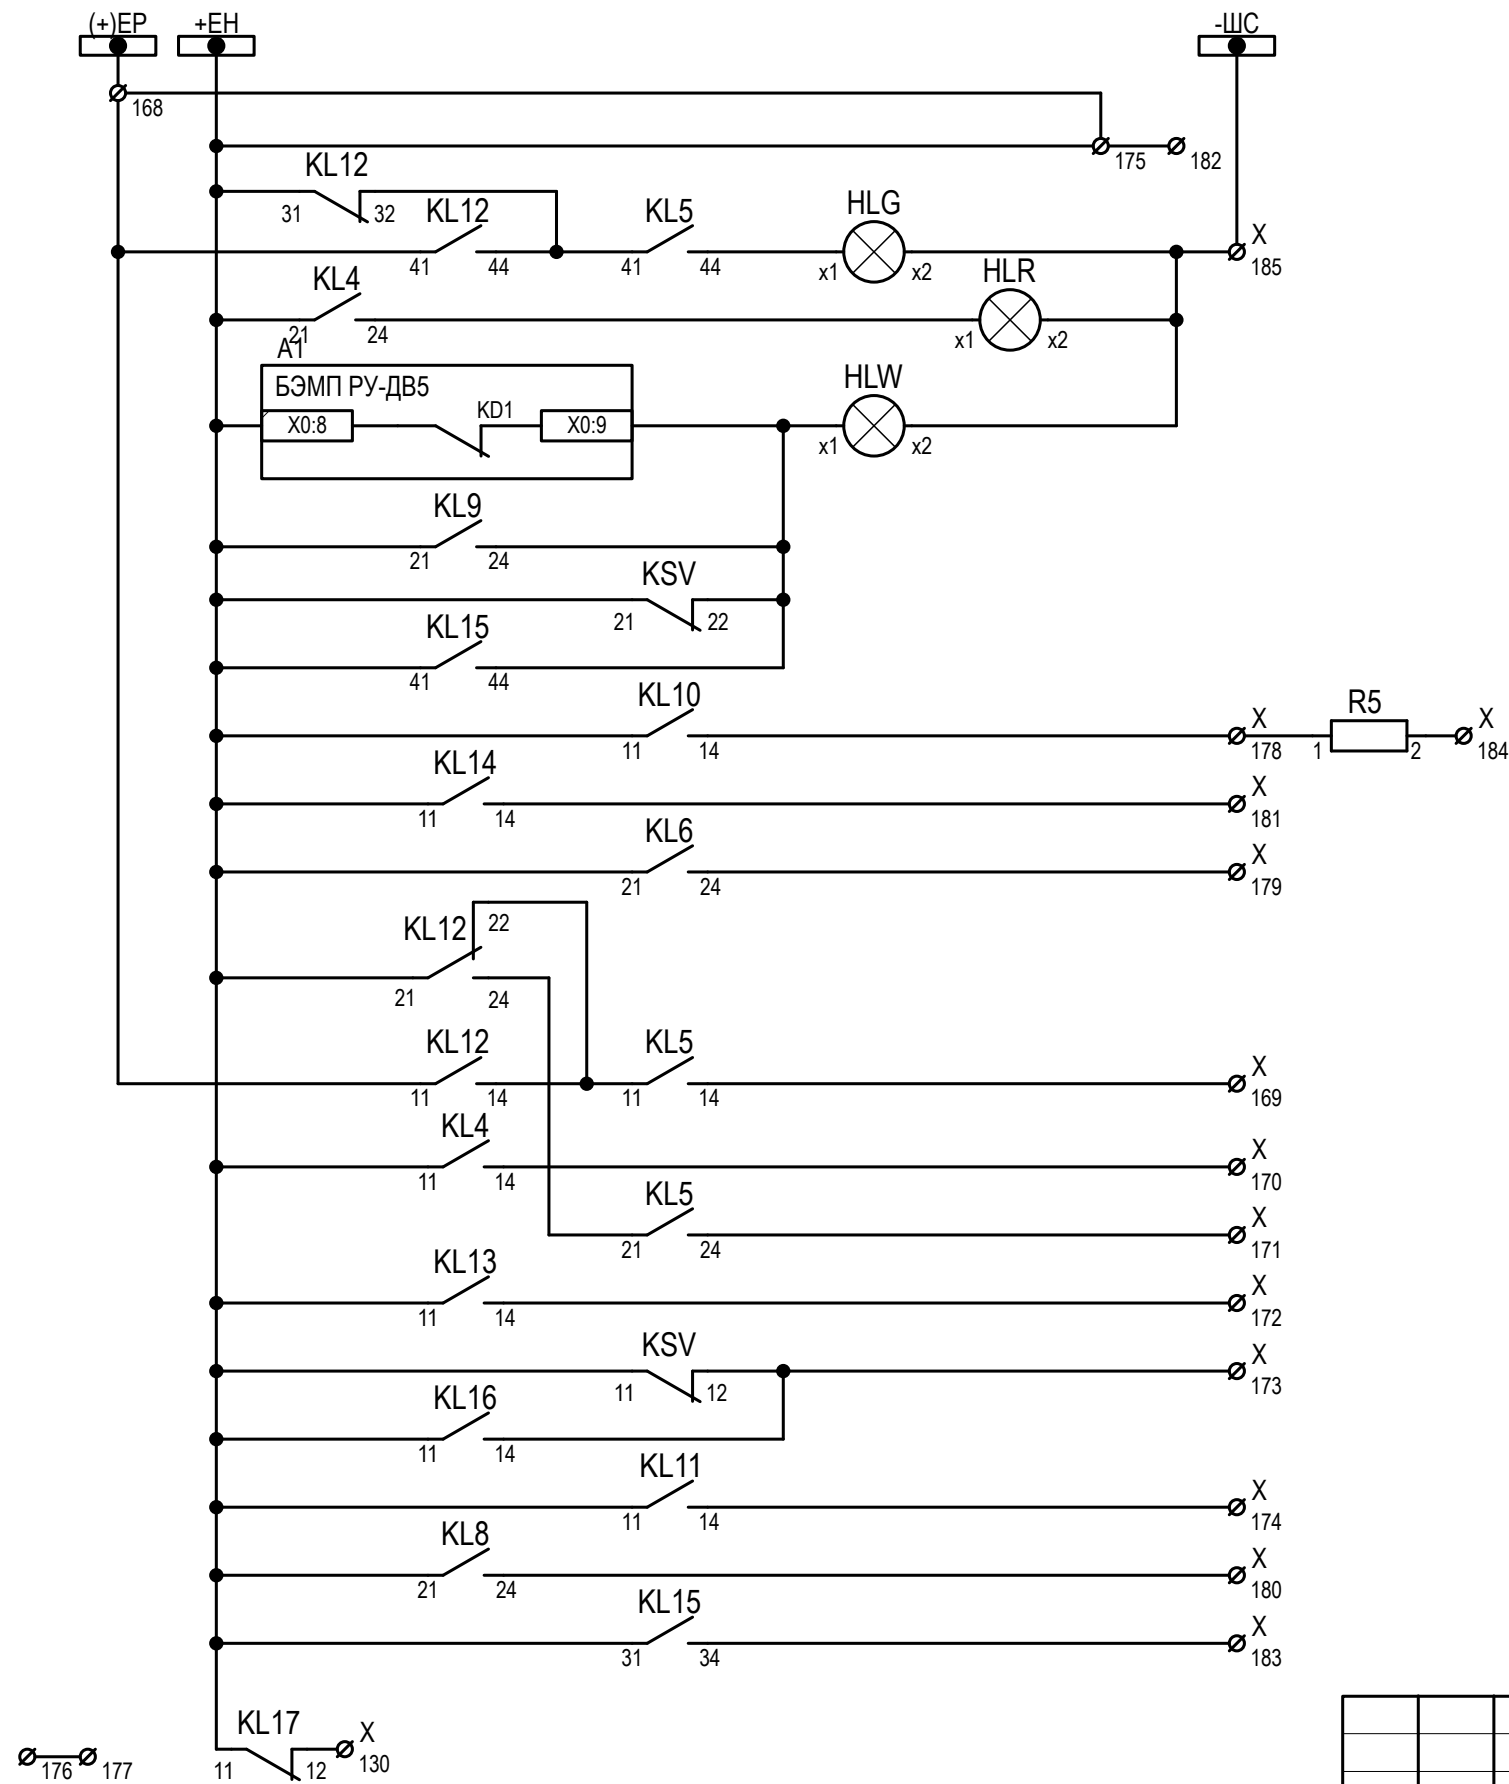 (+)EP +EH -ШС
168
175 182
KL12
31 32
KL12 KL5 HLG X
41 44 41 44 x1 x2 185
KL4 HLR
21 24 x1 x2
A1
БЭМП РУ-ДВ5 HLW
X0:8 KD1 X0:9
x1 x2
KL9
21 24
KSV
21 22
KL15
41 44
KL10 X R5 X
11 14 178 1 2 184
KL14 X
11 14 181
KL6 X
21 24 179
KL12 22
21 24
KL12 KL5 X
11 14 11 14 169
KL4 X
11 14 170
KL5 X
21 24 171
KL13 X
11 14 172
KSV X
11 12 173
KL16
11 14
KL11 X
11 14 174
KL8 X
21 24 180
KL15 X
31 34 183
KL17 X
176 177 11 12 130